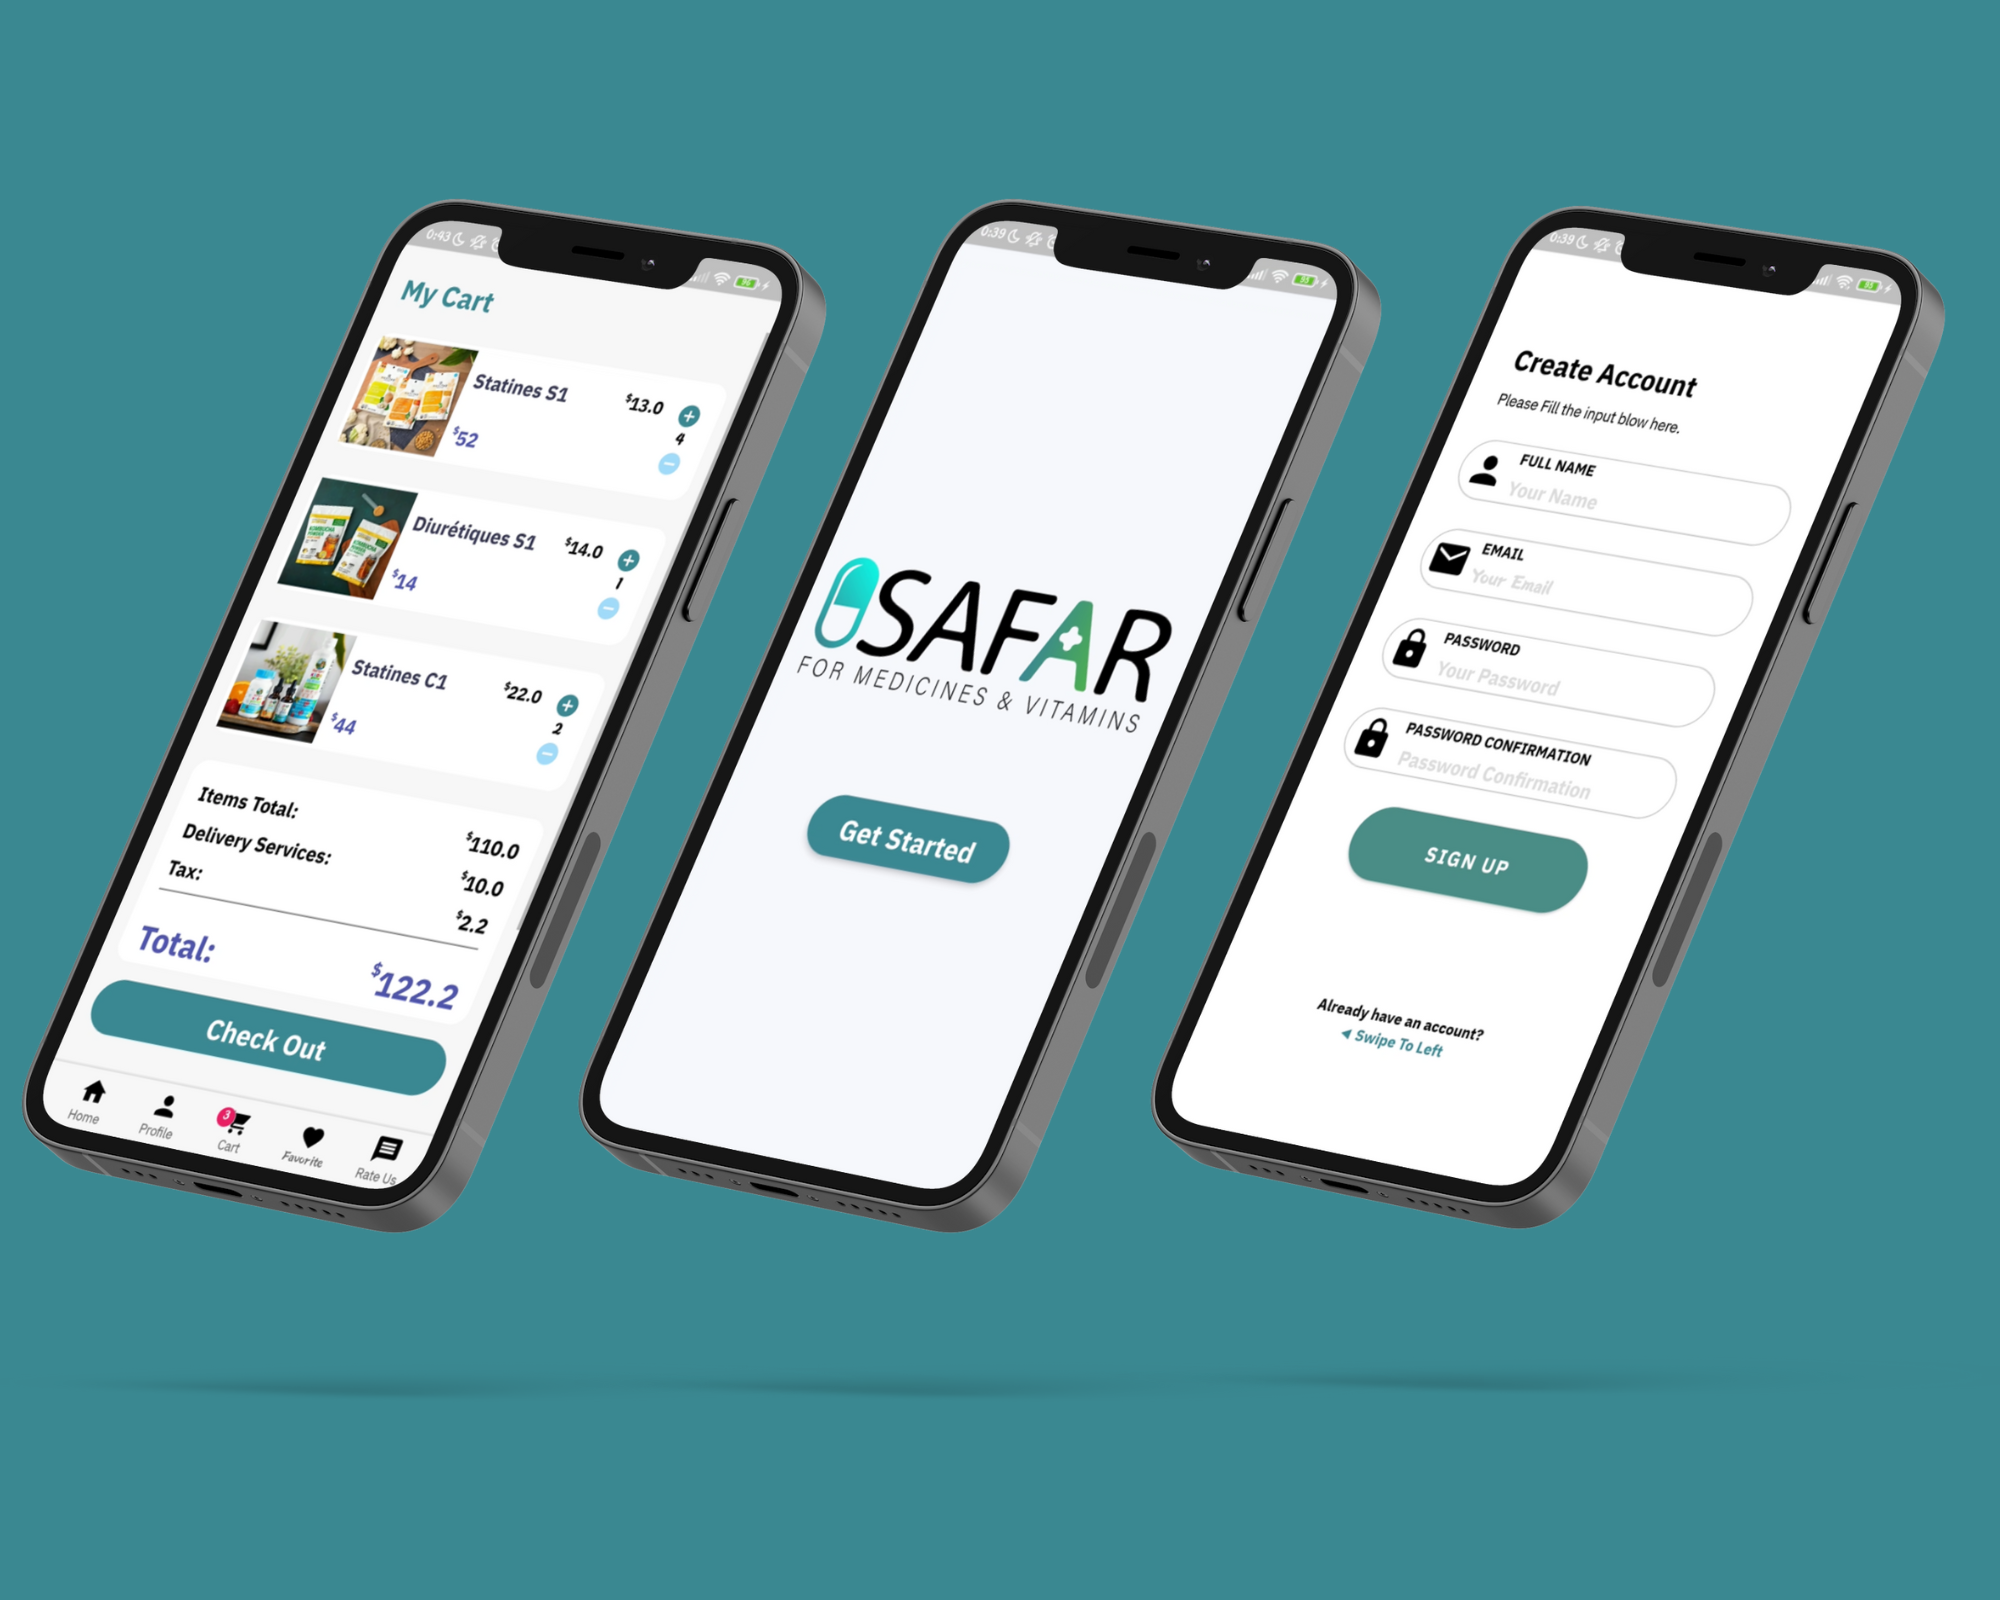 0:43
96
My Cart
Statines S1
$13.0
4
$52
Diurétiques S1
$14.0
1
$14
Statines C1
$22.0
2
$44
Items Total:
$110.0
Delivery Services:
$10.0
Tax:
$2.2
Total:
$122.2
Check Out
3
Home
Profile
Cart
Favorite
Rate Us
0:39
95
SAFAR
FOR MEDICINES & VITAMINS
Get Started
0:39
95
Create Account
Please Fill the input blow here.
FULL NAME
Your Name
EMAIL
Your Email
PASSWORD
Your Password
PASSWORD CONFIRMATION
Password Confirmation
SIGN UP
Already have an account?
Swipe To Left